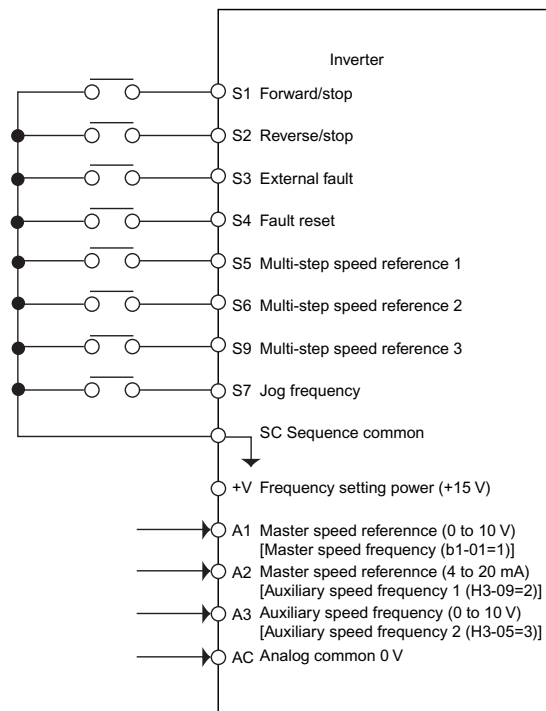 Inverter
S1 Forward/stop
S2 Reverse/stop
S3 External fault
S4 Fault reset
S5 Multi-step speed reference 1
S6 Multi-step speed reference 2
S9 Multi-step speed reference 3
S7 Jog frequency
SC Sequence common
+V Frequency setting power (+15 V)
A1 Master speed referennce (0 to 10 V)
[Master speed frequency (b1-01=1)]
A2 Master speed referennce (4 to 20 mA)
[Auxiliary speed frequency 1 (H3-09=2)]
A3 Auxiliary speed frequency (0 to 10 V)
[Auxiliary speed frequency 2 (H3-05=3)]
AC Analog common 0 V